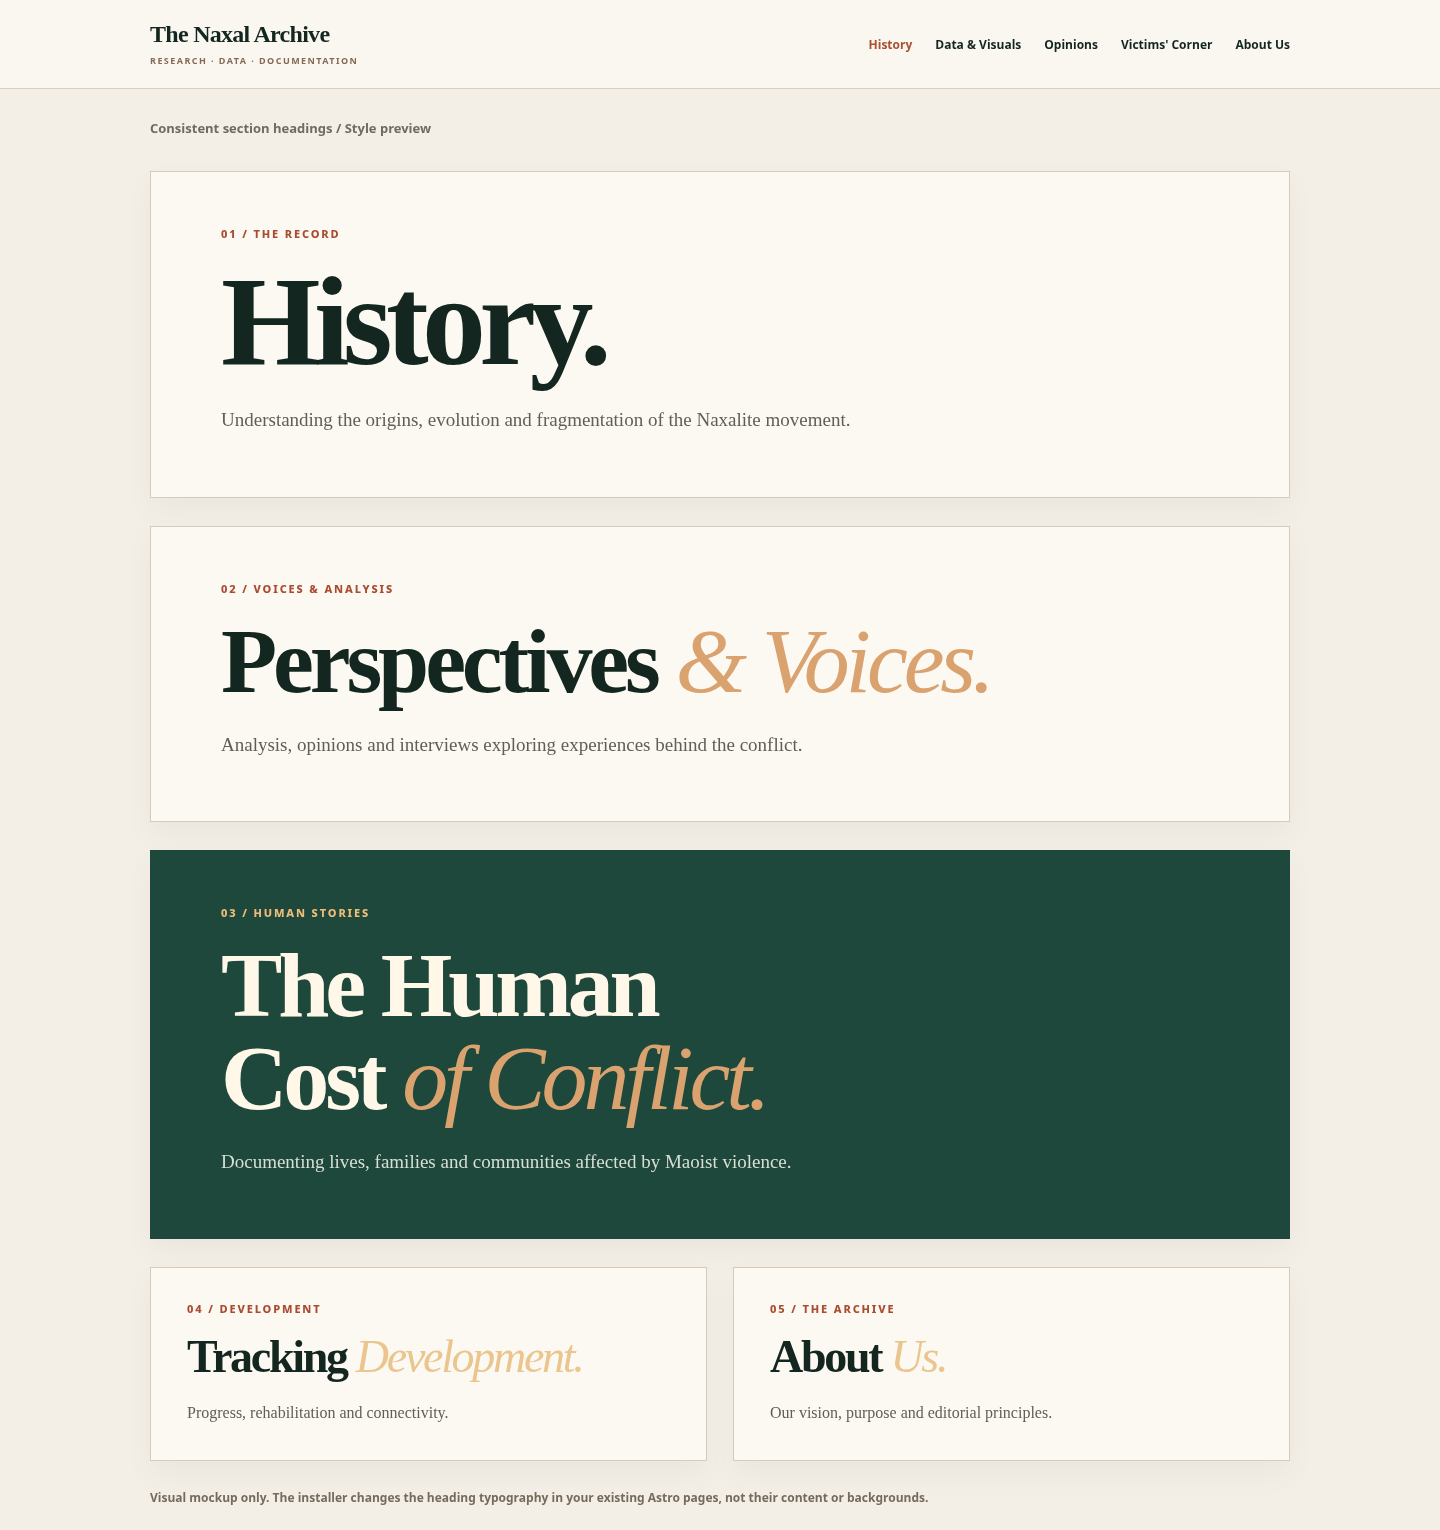 The Naxal Archive
RESEARCH · DATA · DOCUMENTATION
History Data & Visuals Opinions Victims' Corner About Us
Consistent section headings / Style preview
01 / THE RECORD
History.
Understanding the origins, evolution and fragmentation of the Naxalite movement.
02 / VOICES & ANALYSIS
Perspectives & Voices.
Analysis, opinions and interviews exploring experiences behind the conflict.
03 / HUMAN STORIES
The Human
Cost of Conflict.
Documenting lives, families and communities affected by Maoist violence.
04 / DEVELOPMENT
Tracking Development.
Progress, rehabilitation and connectivity.
05 / THE ARCHIVE
About Us.
Our vision, purpose and editorial principles.
Visual mockup only. The installer changes the heading typography in your existing Astro pages, not their content or backgrounds.